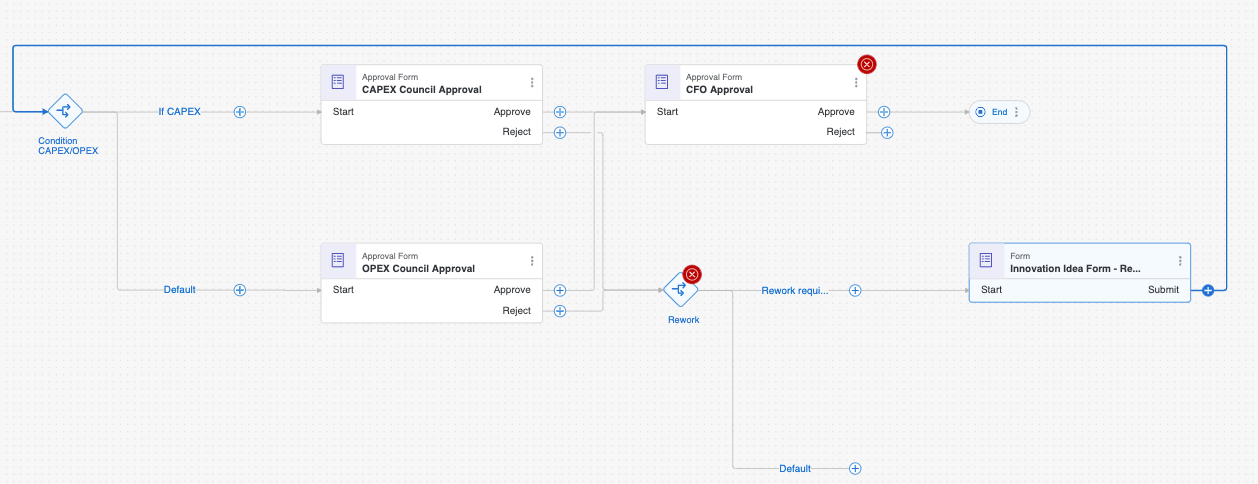 Condition
CAPEX/OPEX
If CAPEX
Approval Form
CAPEX Council Approval
Start
Approve
Reject
Approval Form
CFO Approval
Start
Approve
Reject
End
Default
Approval Form
OPEX Council Approval
Start
Approve
Reject
Rework
Rework requi...
Form
Innovation Idea Form - Re...
Start
Submit
Default